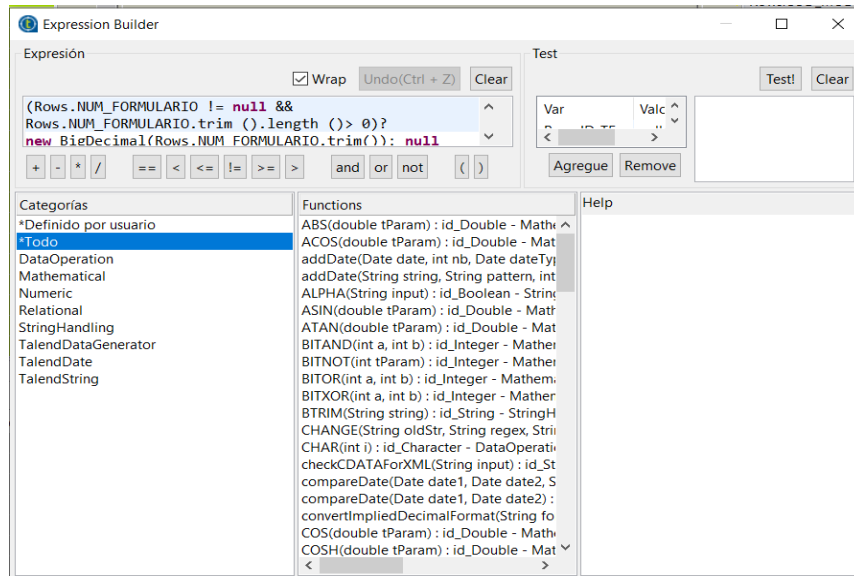 Expression Builder
Expresión
Test
Wrap Undo(Ctrl + Z) Clear
Test! Clear
(Rows.NUM_FORMULARIO != null &&
Rows.NUM_FORMULARIO.trim ().length ()> 0)?
new BigDecimal(Rows.NUM_FORMULARIO.trim()): null
Var Valc
+ - * / == < <= != >= > and or not ( )
Agregue Remove
Categorías
*Definido por usuario
*Todo
DataOperation
Mathematical
Numeric
Relational
StringHandling
TalendDataGenerator
TalendDate
TalendString
Functions
ABS(double tParam) : id_Double - Mathe
ACOS(double tParam) : id_Double - Mat
addDate(Date date, int nb, Date dateTyp
addDate(String string, String pattern, int
ALPHA(String input) : id_Boolean - String
ASIN(double tParam) : id_Double - Math
ATAN(double tParam) : id_Double - Mat
BITAND(int a, int b) : id_Integer - Mather
BITNOT(int tParam) : id_Integer - Mather
BITOR(int a, int b) : id_Integer - Mathem
BITXOR(int a, int b) : id_Integer - Mather
BTRIM(String string) : id_String - StringH
CHANGE(String oldStr, String regex, Stri
CHAR(int i) : id_Character - DataOperati
checkCDATAForXML(String input) : id_St
compareDate(Date date1, Date date2, S
compareDate(Date date1, Date date2) :
convertImpliedDecimalFormat(String fo
COS(double tParam) : id_Double - Math
COSH(double tParam) : id_Double - Mat
Help